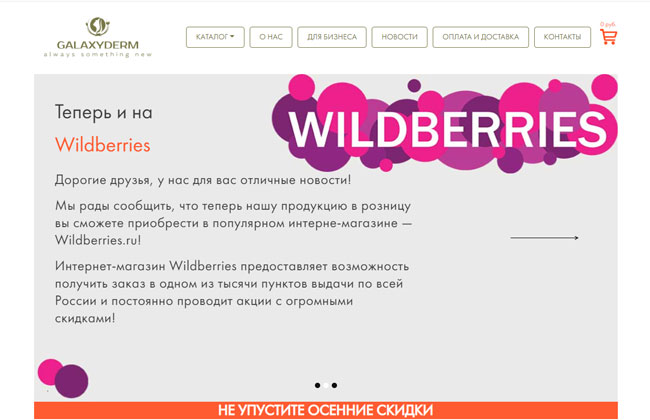 GALAXYDERM
always something new
КАТАЛОГ
О НАС
ДЛЯ БИЗНЕСА
НОВОСТИ
ОПЛАТА И ДОСТАВКА
КОНТАКТЫ
0 руб.
Теперь и на
Wildberries
WILDBERRIES
Дорогие друзья, у нас для вас отличные новости!
Мы рады сообщить, что теперь нашу продукцию в розницу
вы сможете приобрести в популярном интерне-магазине —
Wildberries.ru!
Интернет-магазин Wildberries предоставляет возможность
получить заказ в одном из тысячи пунктов выдачи по всей
России и постоянно проводит акции с огромными
скидками!
НЕ УПУСТИТЕ ОСЕННИЕ СКИДКИ